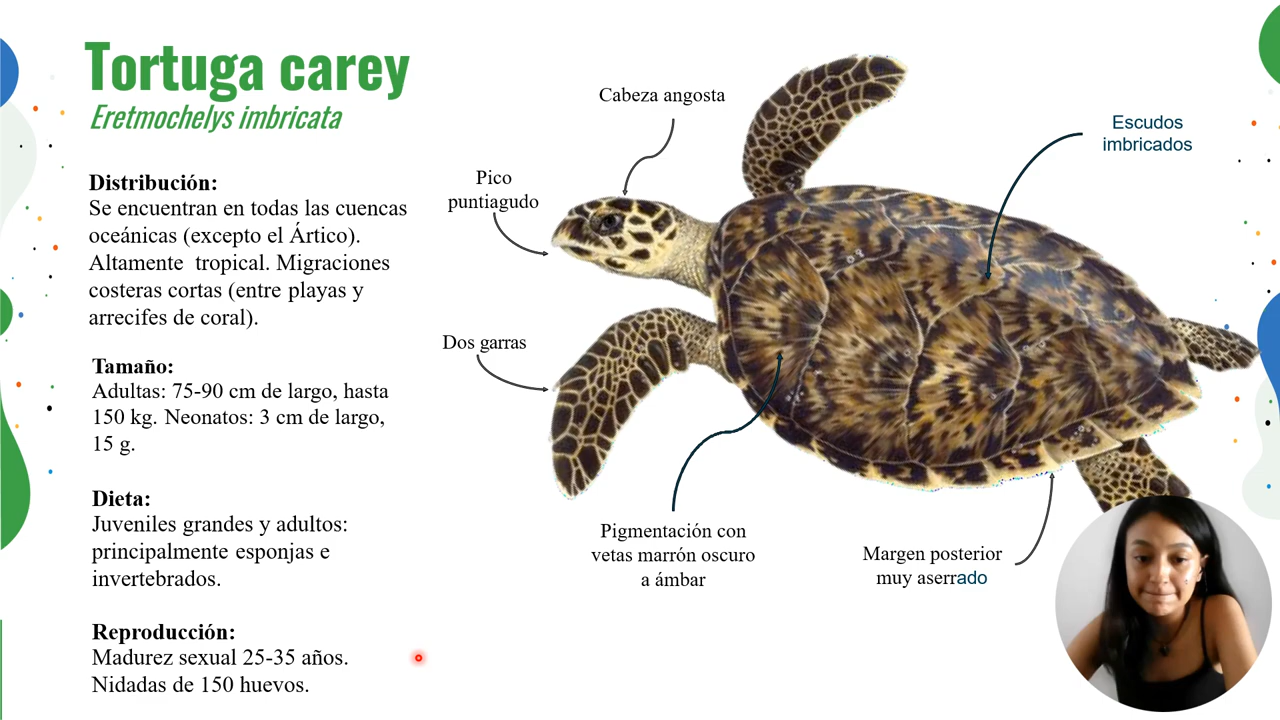 Tortuga carey
Eretmochelys imbricata
Distribución:
Se encuentran en todas las cuencas
oceánicas (excepto el Ártico).
Altamente tropical. Migraciones
costeras cortas (entre playas y
arrecifes de coral).
Tamaño:
Adultas: 75-90 cm de largo, hasta
150 kg. Neonatos: 3 cm de largo,
15 g.
Dieta:
Juveniles grandes y adultos:
principalmente esponjas e
invertebrados.
Reproducción:
Madurez sexual 25-35 años.
Nidadas de 150 huevos.
Cabeza angosta
Pico
puntiagudo
Dos garras
Escudos
imbricados
Pigmentación con
vetas marrón oscuro
a ámbar
Margen posterior
muy aserrado